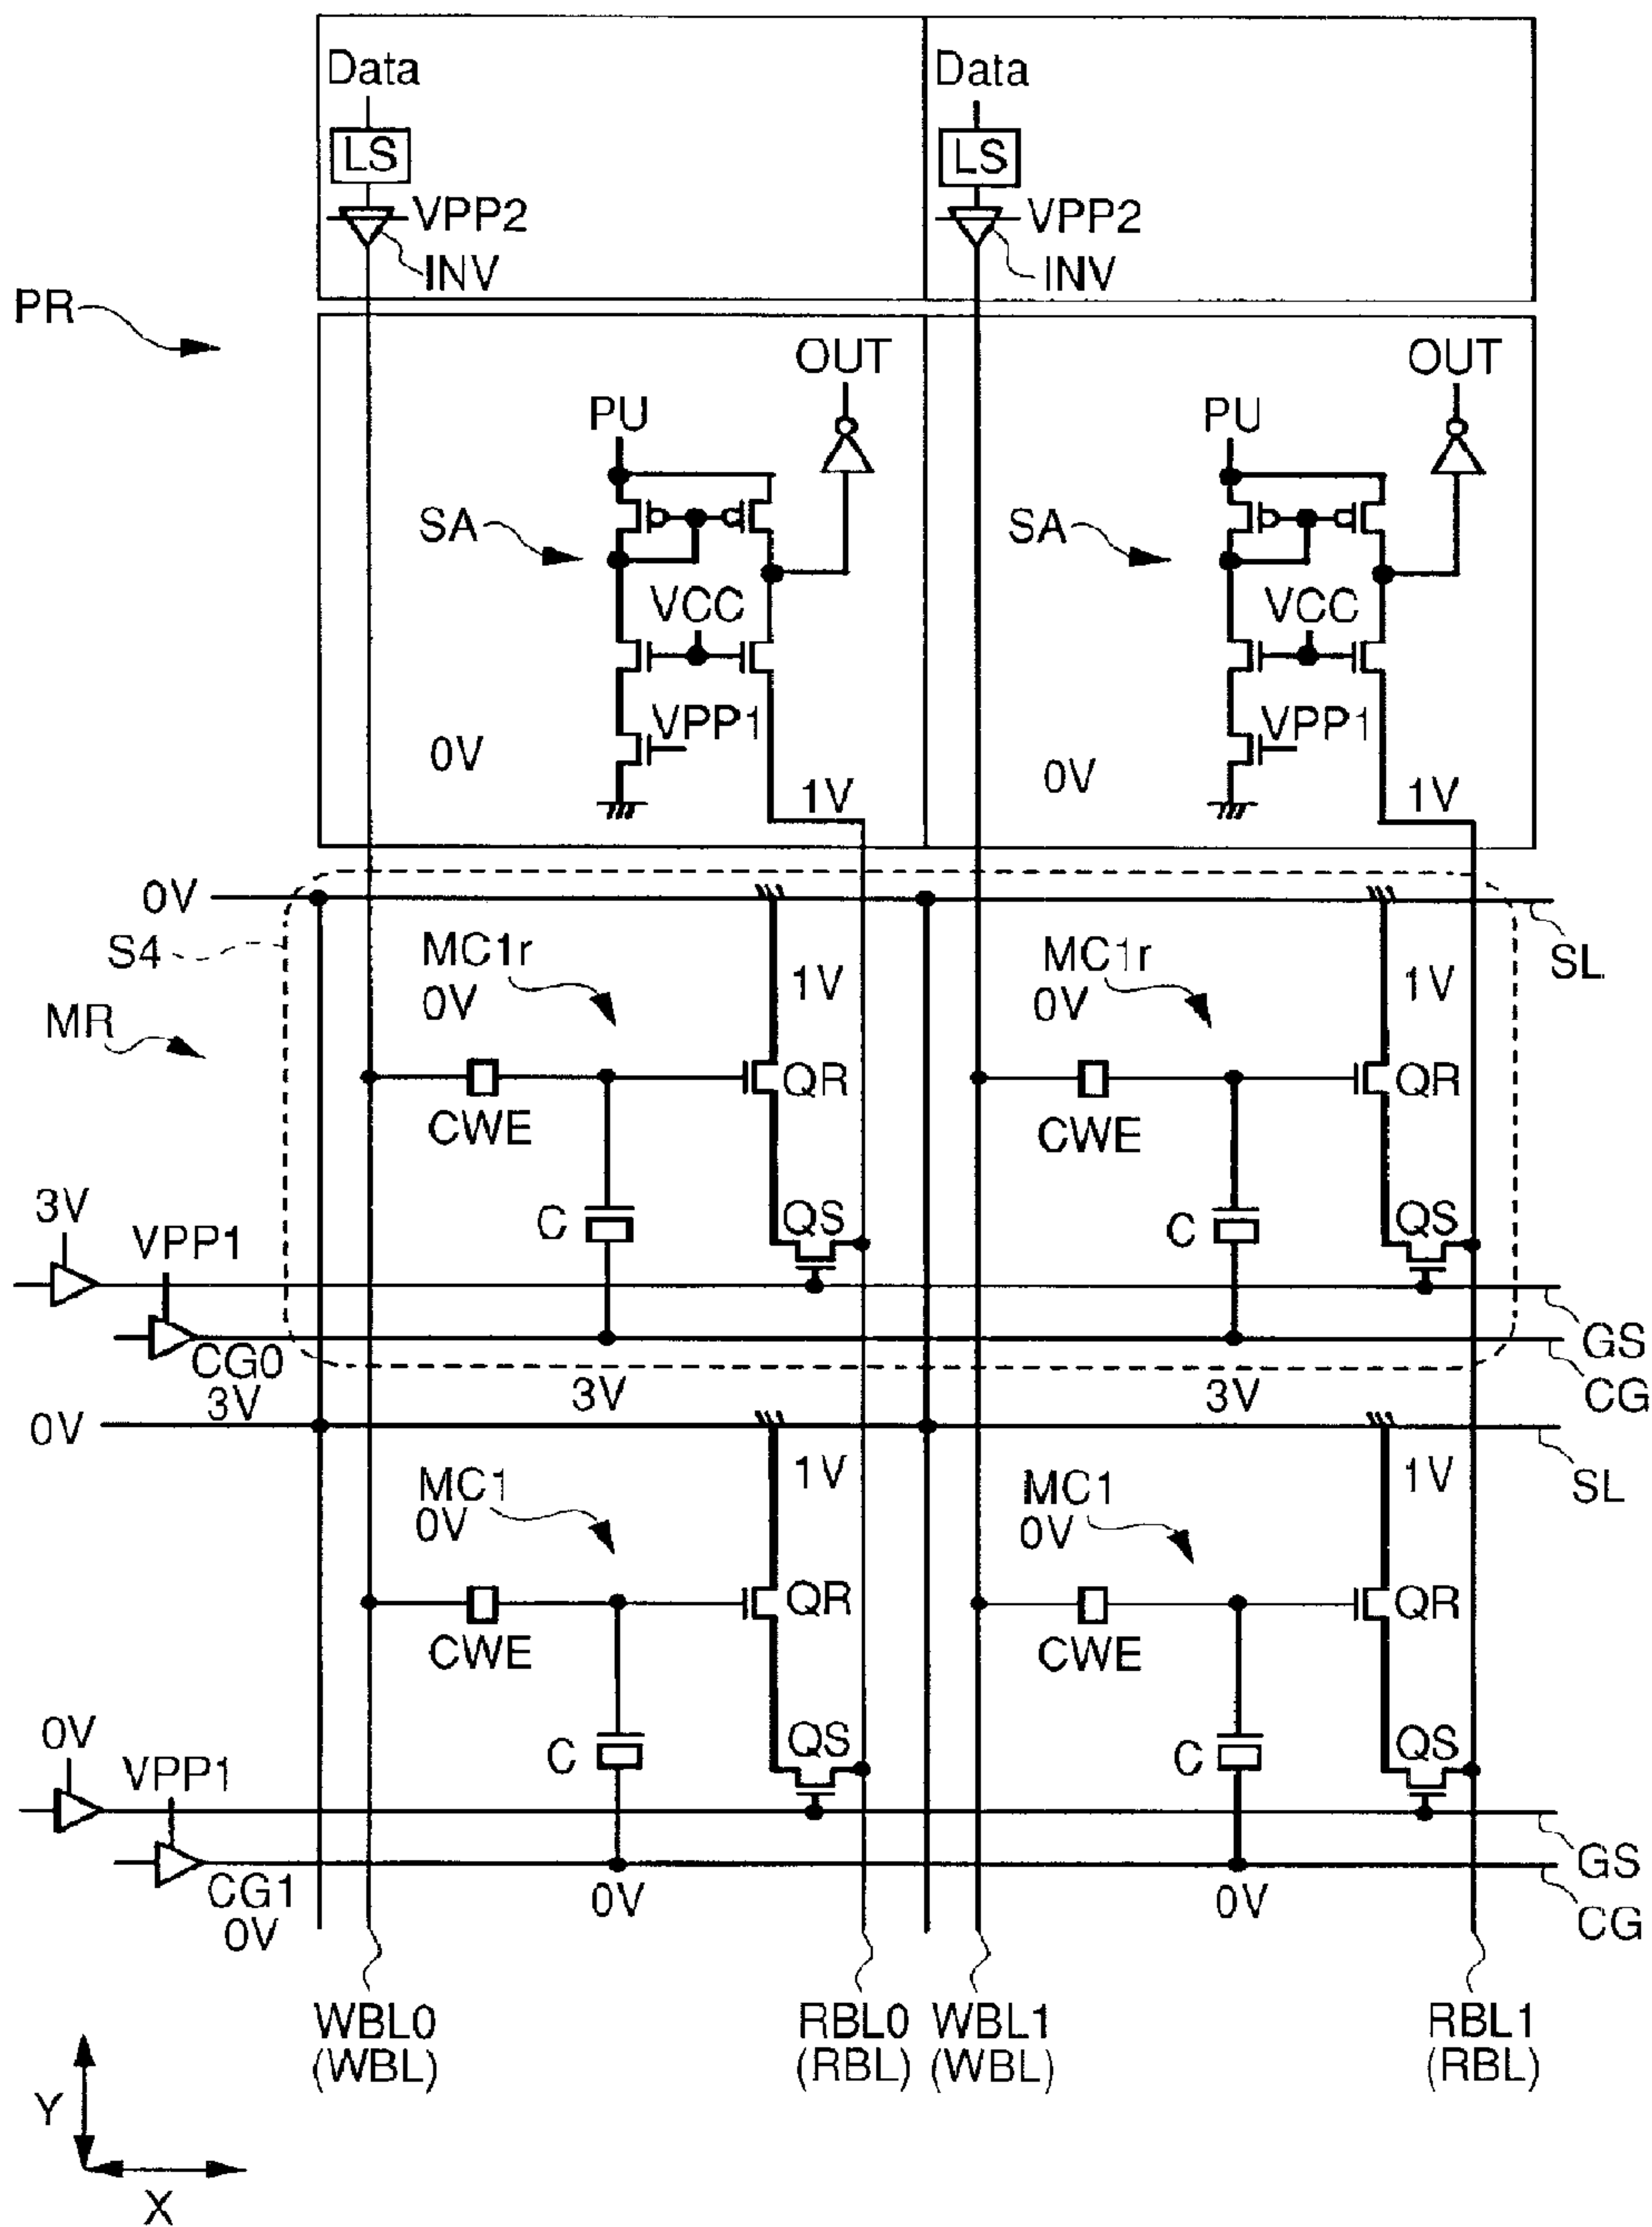 Data Data
LS LS
VPP2 VPP2
INV INV
PR
OUT OUT
PU PU
SA SA
VCC VCC
VPP1 VPP1
0V 0V
1V 1V
0V
S4
SL
MC1r MC1r
0V 1V 0V 1V
MR
QR QR
CWE CWE
3V
C QS C QS
VPP1
GS
CG0
3V 3V 3V
CG
0V
1V 1V
SL
MC1 MC1
0V 0V
QR QR
CWE CWE
0V
C QS C QS
VPP1
GS
CG1
0V 0V 0V
CG
WBL0 RBL0 WBL1 RBL1
(WBL) (RBL) (WBL) (RBL)
Y
X